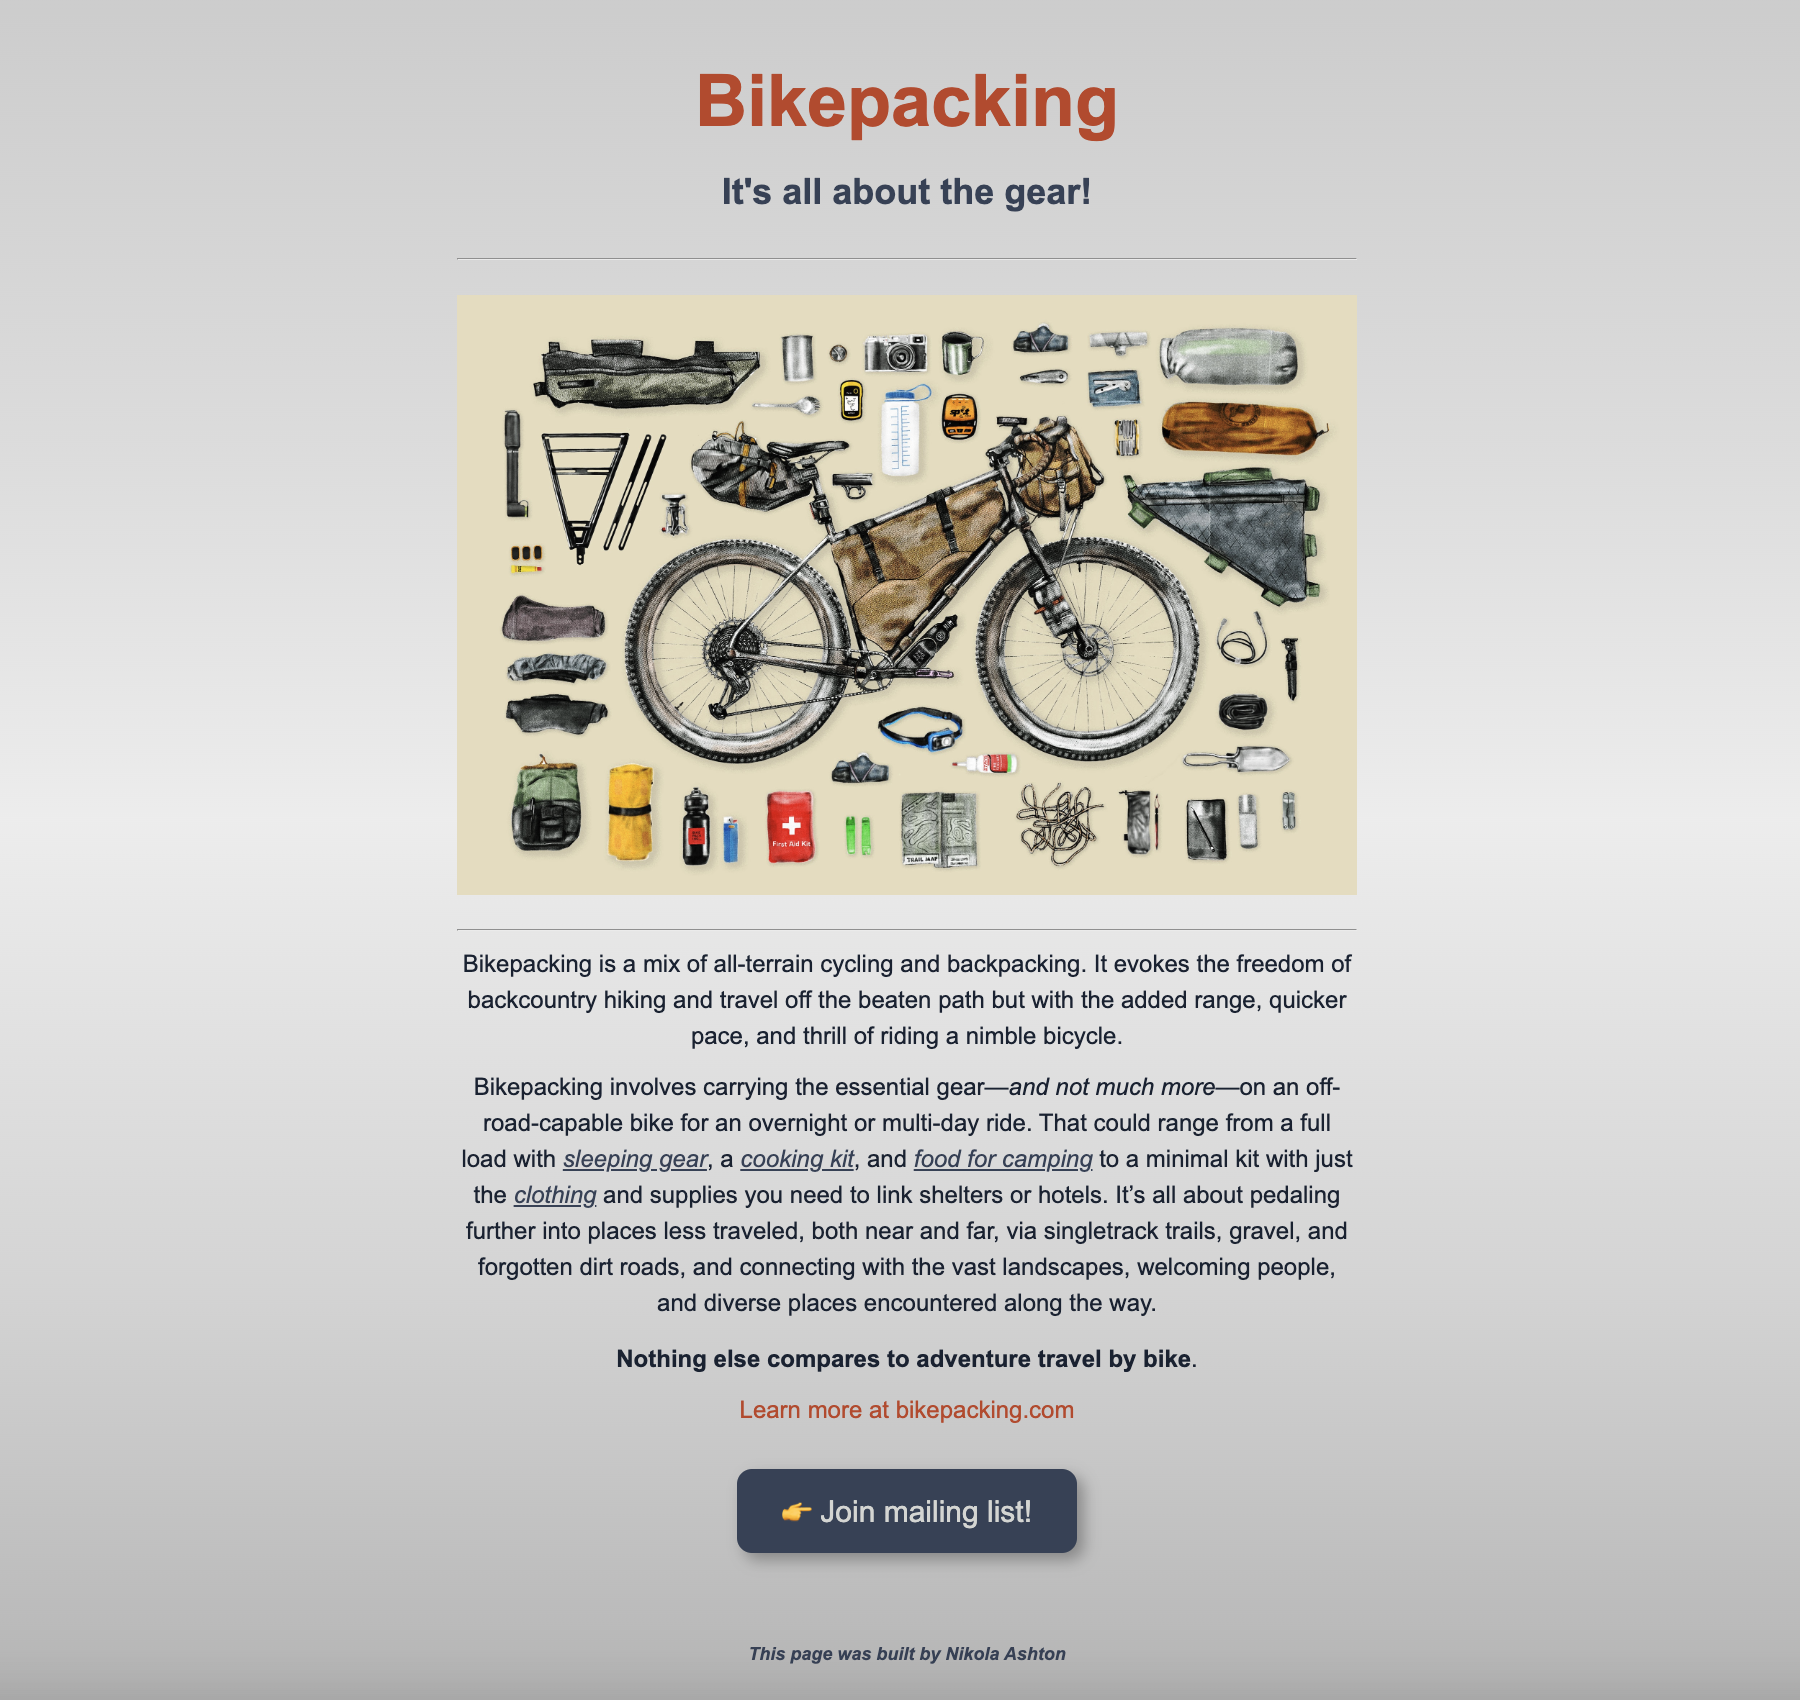 Bikepacking
It's all about the gear!
spot
First Aid Kit
TRAIL MAP
Bikepacking is a mix of all-terrain cycling and backpacking. It evokes the freedom of
backcountry hiking and travel off the beaten path but with the added range, quicker
pace, and thrill of riding a nimble bicycle.
Bikepacking involves carrying the essential gear—and not much more—on an off-
road-capable bike for an overnight or multi-day ride. That could range from a full
load with sleeping gear, a cooking kit, and food for camping to a minimal kit with just
the clothing and supplies you need to link shelters or hotels. It’s all about pedaling
further into places less traveled, both near and far, via singletrack trails, gravel, and
forgotten dirt roads, and connecting with the vast landscapes, welcoming people,
and diverse places encountered along the way.
Nothing else compares to adventure travel by bike.
Learn more at bikepacking.com
👉 Join mailing list!
This page was built by Nikola Ashton